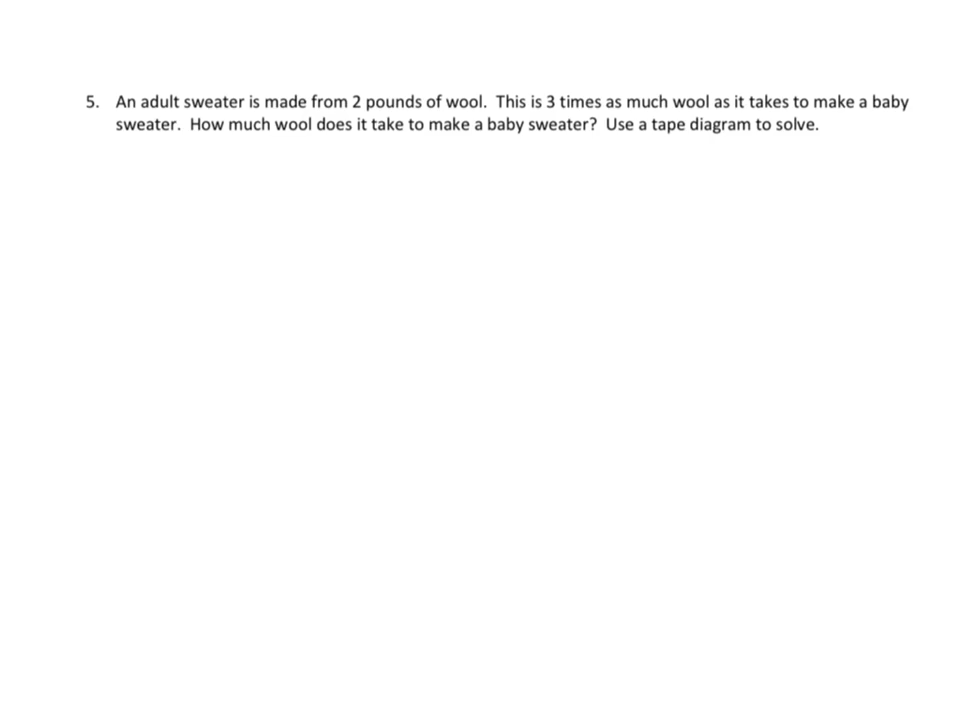 5. An adult sweater is made from 2 pounds of wool. This is 3 times as much wool as it takes to make a baby
sweater. How much wool does it take to make a baby sweater? Use a tape diagram to solve.